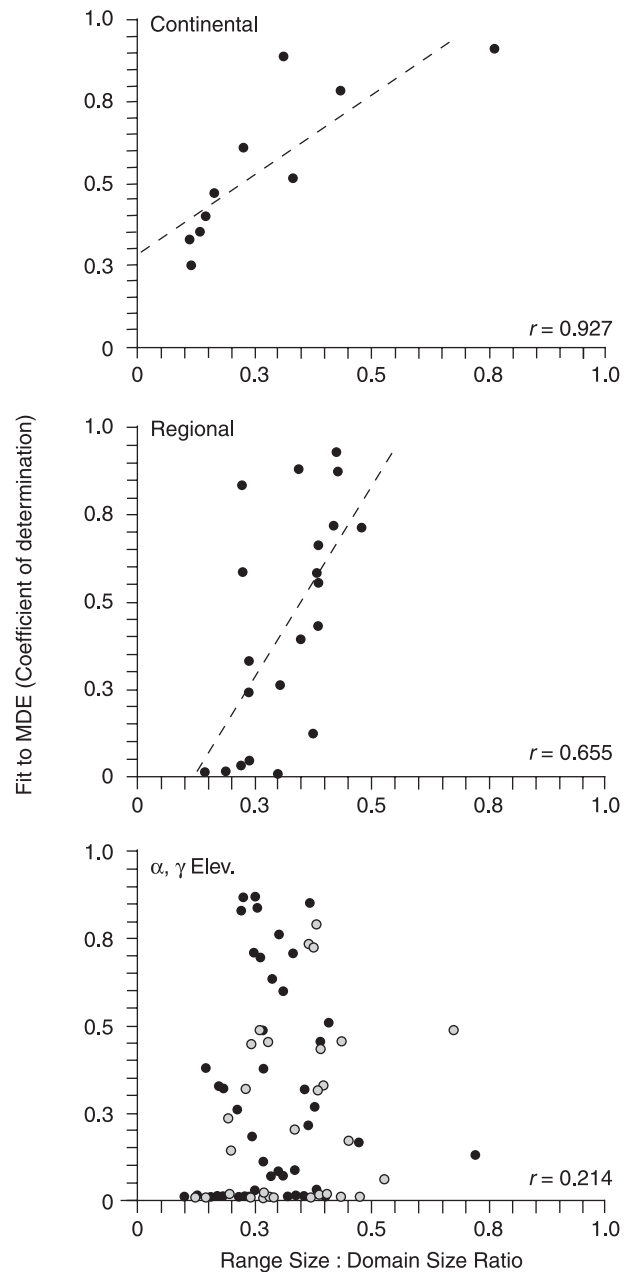 Continental
1.0
0.8
0.5
0.3
0
r = 0.927
0 0.3 0.5 0.8 1.0
Fit to MDE (Coefficient of determination)
Regional
1.0
0.8
0.5
0.3
0
r = 0.655
0 0.3 0.5 0.8 1.0
α, γ Elev.
1.0
0.8
0.5
0.3
0
r = 0.214
0 0.3 0.5 0.8 1.0
Range Size : Domain Size Ratio